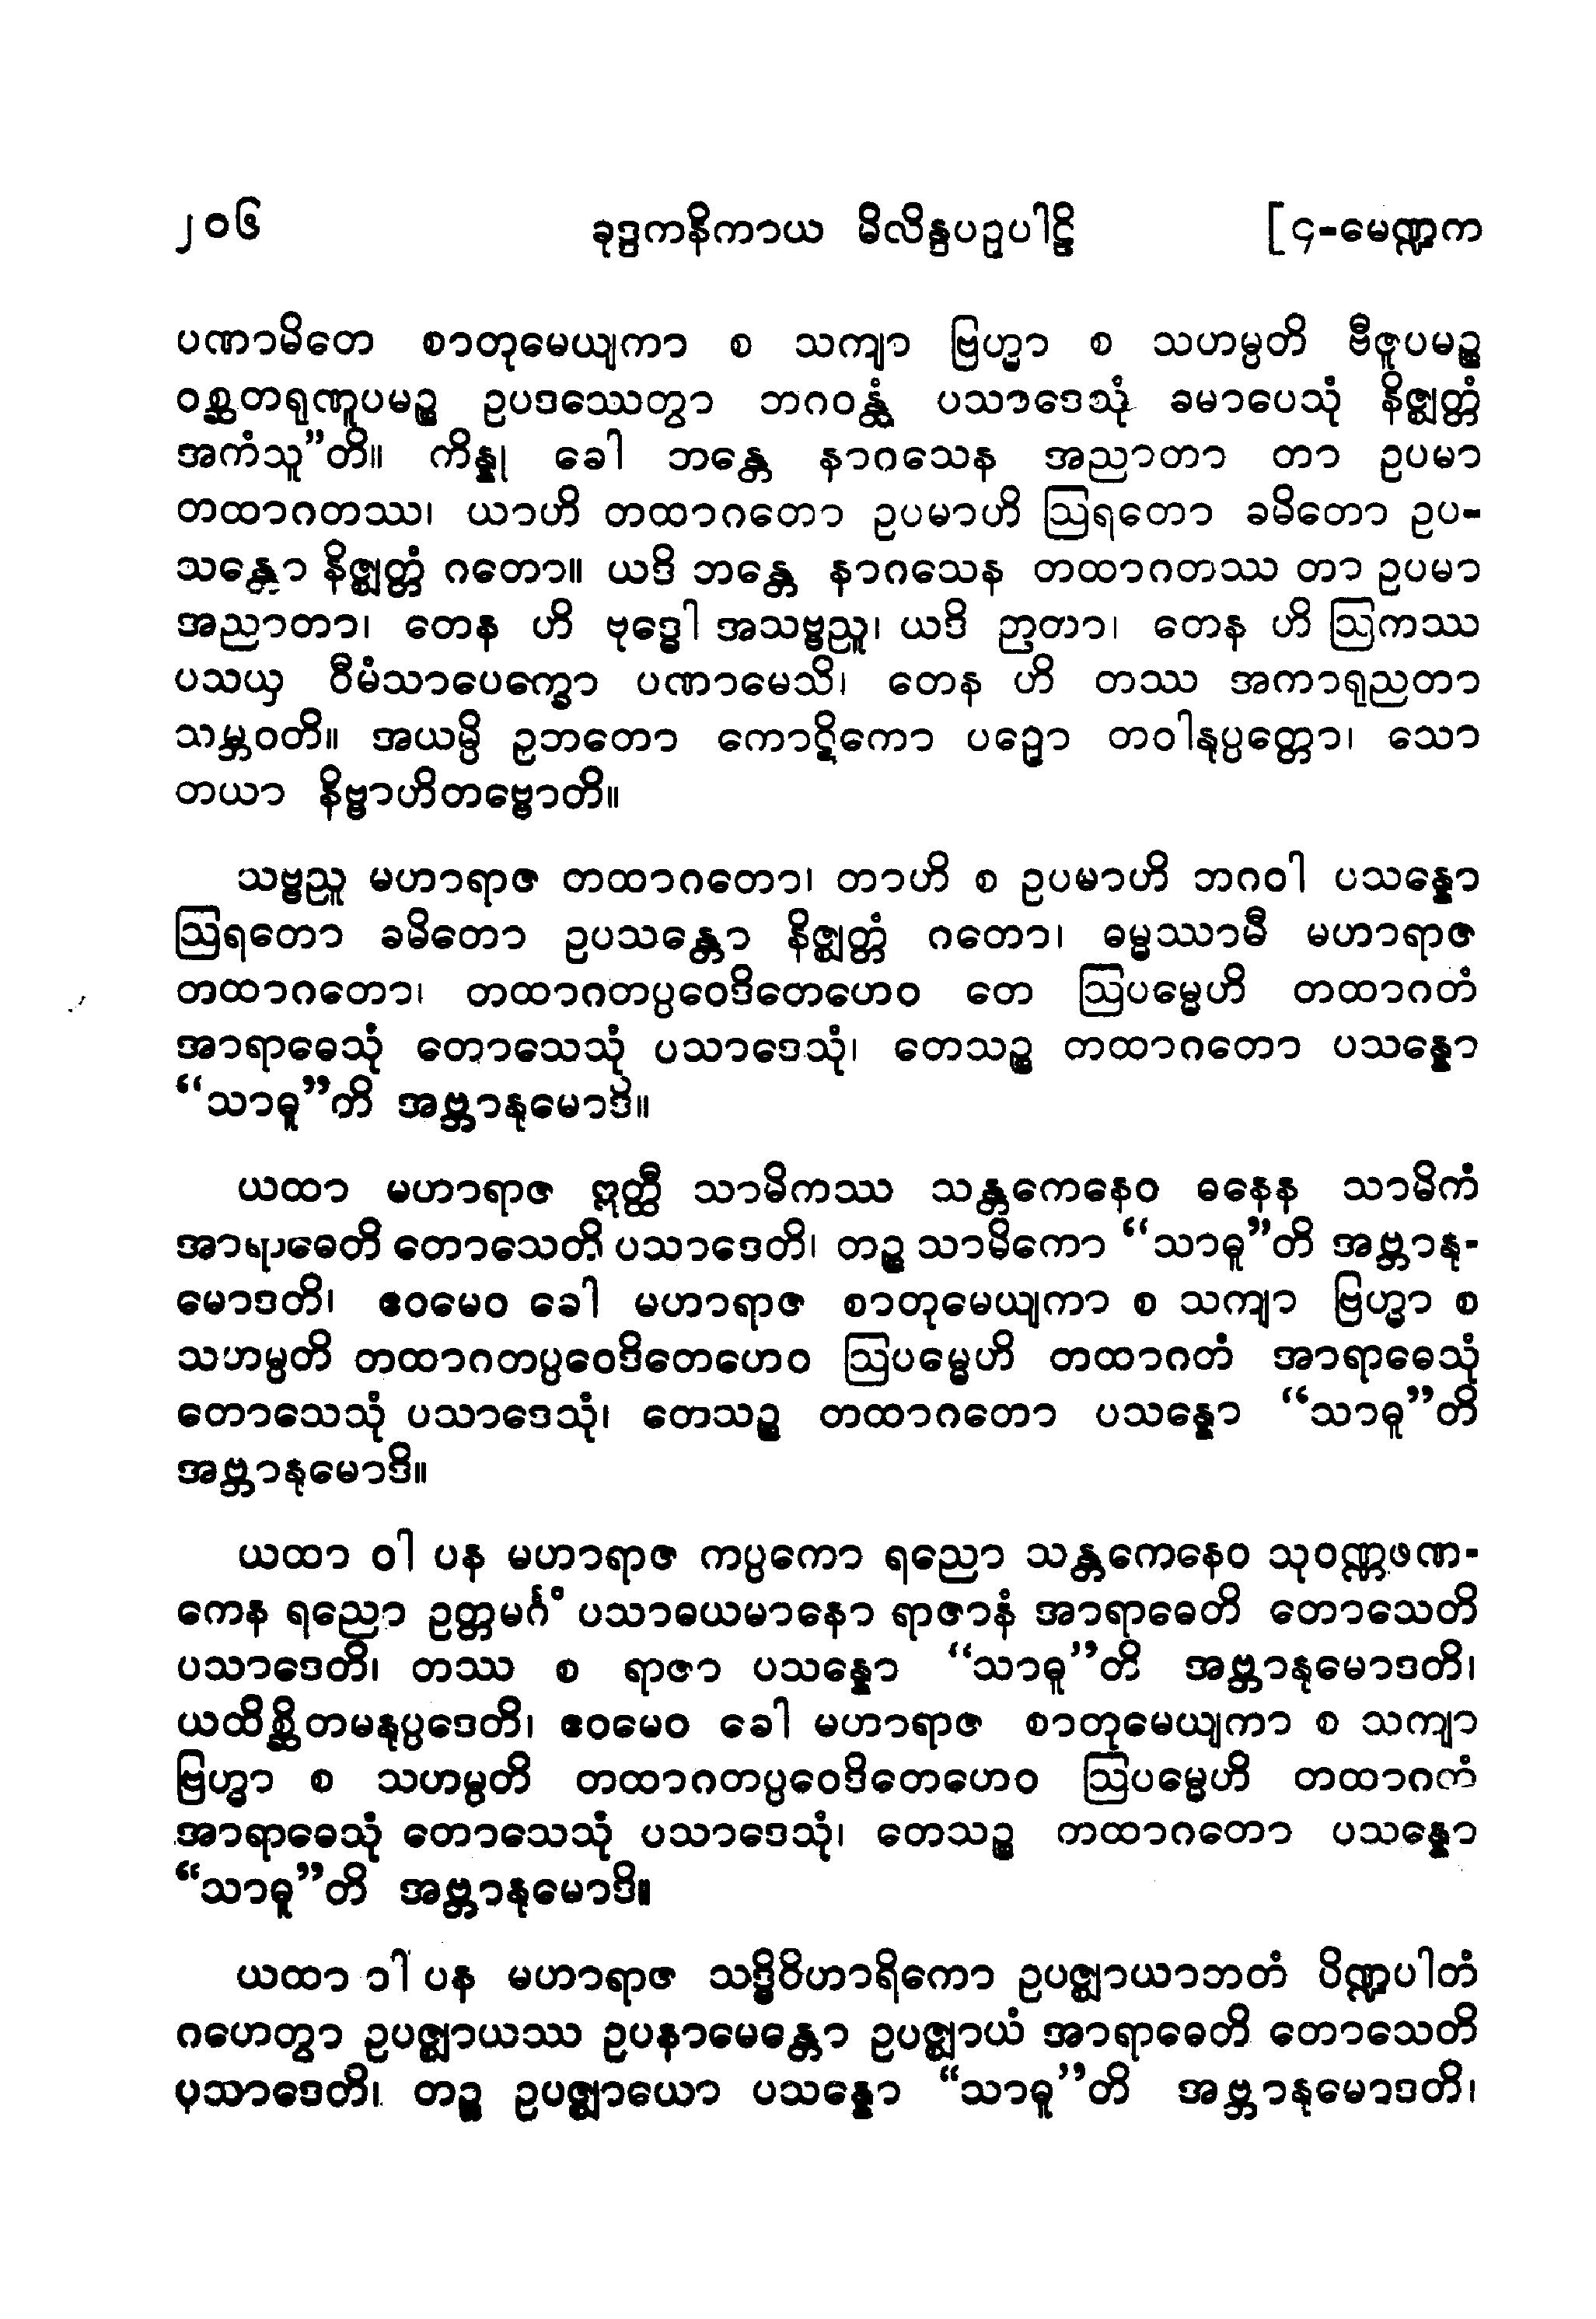 ၂၀၆ ခုဒ္ဒကနိကာယ မိလိန္ဒပဉှပါဠိ [၄-မေဏ္ဍက
ပဏာမိတေ စာတုမေယျကာ စ သကျာ ဗြဟ္မာ စ သဟမ္ပတိ ဗီဇူပမဉ္စ
ဝစ္ဆတရုဏူပမဉ္စ ဥပဒဿေတွာ ဘဂဝန္တံ ပသာဒေသုံ ခမာပေသုံ နိဇ္ဈတ္တံ
အကံသူ”တိ။ ကိန္နု ခေါ ဘန္တေ နာဂသေန အညာတာ တာ ဥပမာ
တထာဂတဿ၊ ယာဟိ တထာဂတော ဥပမာဟိ ဩရတော ခမိတော ဥပ-
သန္တော နိဇ္ဈတ္တံ ဂတော။ ယဒိ ဘန္တေ နာဂသေန တထာဂတဿ တာ ဥပမာ
အညာတာ၊ တေန ဟိ ဗုဒ္ဓေါ အသဗ္ဗညူ၊ ယဒိ ဉာတာ၊ တေန ဟိ ဩကဿ
ပသယှ ဝီမံသာပေက္ခော ပဏာမေသိ၊ တေန ဟိ တဿ အကာရုညတာ
သမ္ဘဝတိ။ အယမ္ပိ ဥဘတော ကောဋိကော ပဉှော တဝါနုပ္ပတ္တော၊ သော
တယာ နိဗ္ဗာဟိတဗ္ဗောတိ။
သဗ္ဗညူ မဟာရာဇ တထာဂတော၊ တာဟိ စ ဥပမာဟိ ဘဂဝါ ပသန္နော
ဩရတော ခမိတော ဥပသန္တော နိဇ္ဈတ္တံ ဂတော၊ ဓမ္မဿာမီ မဟာရာဇ
တထာဂတော၊ တထာဂတပ္ပဝေဒိတေဟေဝ တေ ဩပမ္မေဟိ တထာဂတံ
အာရာဓေသုံ တောသေသုံ ပသာဒေသုံ၊ တေသဉ္စ တထာဂတော ပသန္နော
“သာဓူ”တိ အဗ္ဘာနုမောဒိ။
ယထာ မဟာရာဇ ဣတ္ထီ သာမိကဿ သန္တကေနေဝ ဓနေန သာမိကံ
အာရာဓေတိ တောသေတိ ပသာဒေတိ၊ တဉ္စ သာမိကော “သာဓူ”တိ အဗ္ဘာနု-
မောဒတိ၊ ဧဝမေဝ ခေါ မဟာရာဇ စာတုမေယျကာ စ သကျာ ဗြဟ္မာ စ
သဟမ္ပတိ တထာဂတပ္ပဝေဒိတေဟေဝ ဩပမ္မေဟိ တထာဂတံ အာရာဓေသုံ
တောသေသုံ ပသာဒေသုံ၊ တေသဉ္စ တထာဂတော ပသန္နော “သာဓူ”တိ
အဗ္ဘာနုမောဒိ။
ယထာ ဝါ ပန မဟာရာဇ ကပ္ပကော ရညော သန္တကေနေဝ သုဝဏ္ဏဖဏ-
ကေန ရညော ဥတ္တမင်္ဂံ ပသာဓယမာနော ရာဇာနံ အာရာဓေတိ တောသေတိ
ပသာဒေတိ၊ တဿ စ ရာဇာ ပသန္နော “သာဓူ”တိ အဗ္ဘာနုမောဒတိ၊
ယထိစ္ဆိတမနုပ္ပဒေတိ၊ ဧဝမေဝ ခေါ မဟာရာဇ စာတုမေယျကာ စ သကျာ
ဗြဟ္မာ စ သဟမ္ပတိ တထာဂတပ္ပဝေဒိတေဟေဝ ဩပမ္မေဟိ တထာဂတံ
အာရာဓေသုံ တောသေသုံ ပသာဒေသုံ၊ တေသဉ္စ တထာဂတော ပသန္နော
“သာဓူ”တိ အဗ္ဘာနုမောဒိ။
ယထာ ဝါ ပန မဟာရာဇ သဒ္ဓိဝိဟာရိကော ဥပဇ္ဈာယာဘတံ ပိဏ္ဍပါတံ
ဂဟေတွာ ဥပဇ္ဈာယဿ ဥပနာမေန္တော ဥပဇ္ဈာယံ အာရာဓေတိ တောသေတိ
ပသာဒေတိ၊ တဉ္စ ဥပဇ္ဈာယော ပသန္နော “သာဓူ”တိ အဗ္ဘာနုမောဒတိ၊